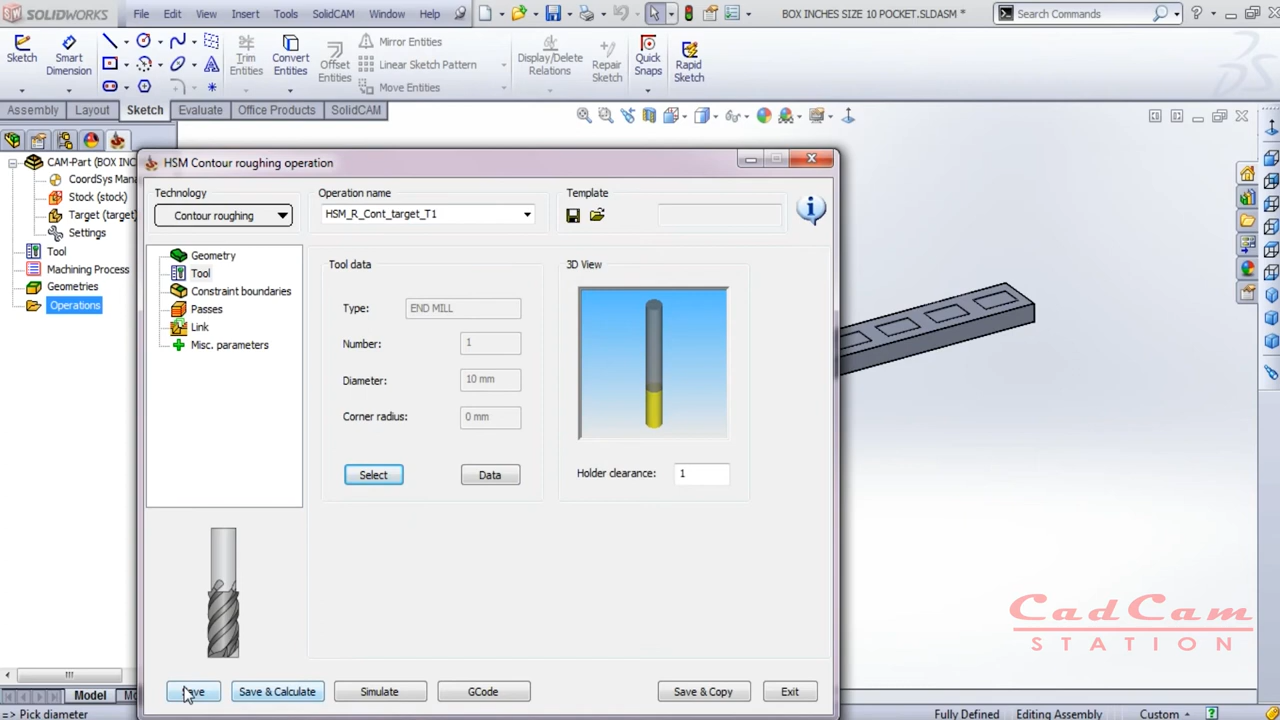 SOLIDWORKS File Edit View Insert Tools SolidCAM Window Help BOX INCHES SIZE 10 POCKET.SLDASM * Search Commands
Sketch Smart Dimension Trim Entities Convert Entities Offset Entities Mirror Entities Linear Sketch Pattern Move Entities Display/Delete Relations Repair Sketch Quick Snaps Rapid Sketch
Assembly Layout Sketch Evaluate Office Products SolidCAM
CAM-Part (BOX INC
CoordSys Man
Stock (stock)
Target (target)
Settings
Tool
Machining Process
Geometries
Operations
HSM Contour roughing operation
Technology Operation name Template
Contour roughing HSM_R_Cont_target_T1
Geometry
Tool
Constraint boundaries
Passes
Link
Misc. parameters
Tool data
Type: END MILL
Number: 1
Diameter: 10 mm
Corner radius: 0 mm
Select Data
3D View
Holder clearance: 1
Save & Calculate Simulate GCode Save & Copy Exit
CadCam
STATION
Model
=> Pick diameter Fully Defined Editing Assembly Custom